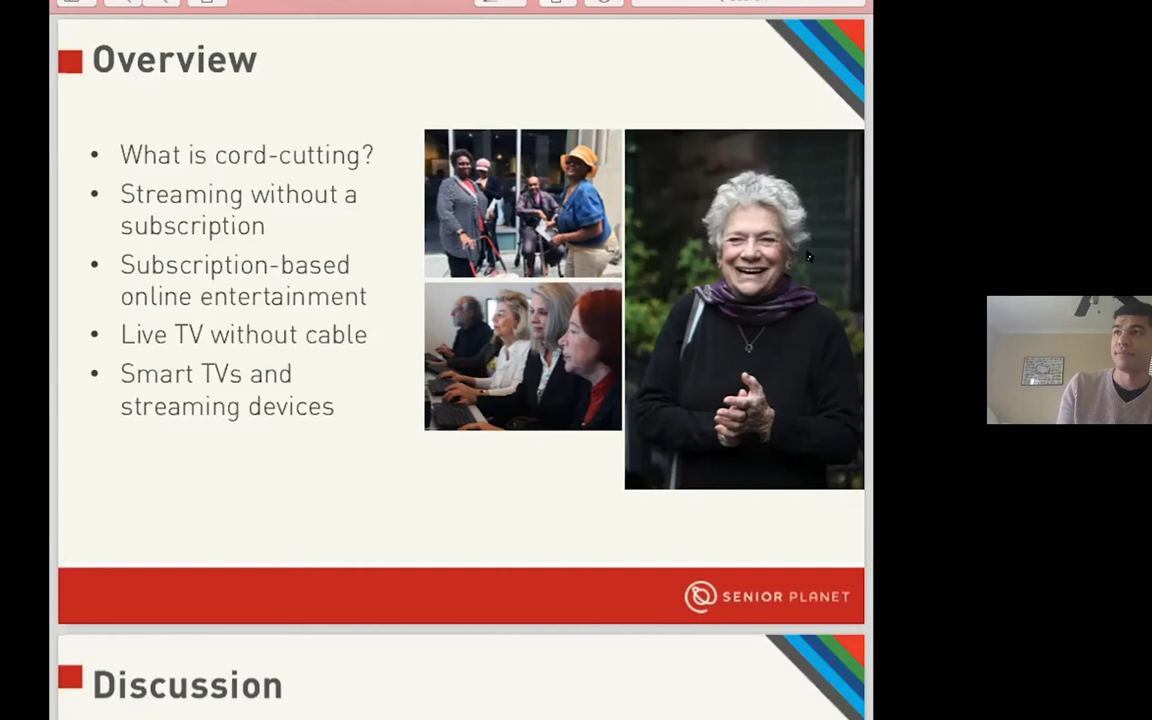 Overview
• What is cord-cutting?
• Streaming without a
subscription
• Subscription-based
online entertainment
• Live TV without cable
• Smart TVs and
streaming devices
SENIOR PLANET
Discussion